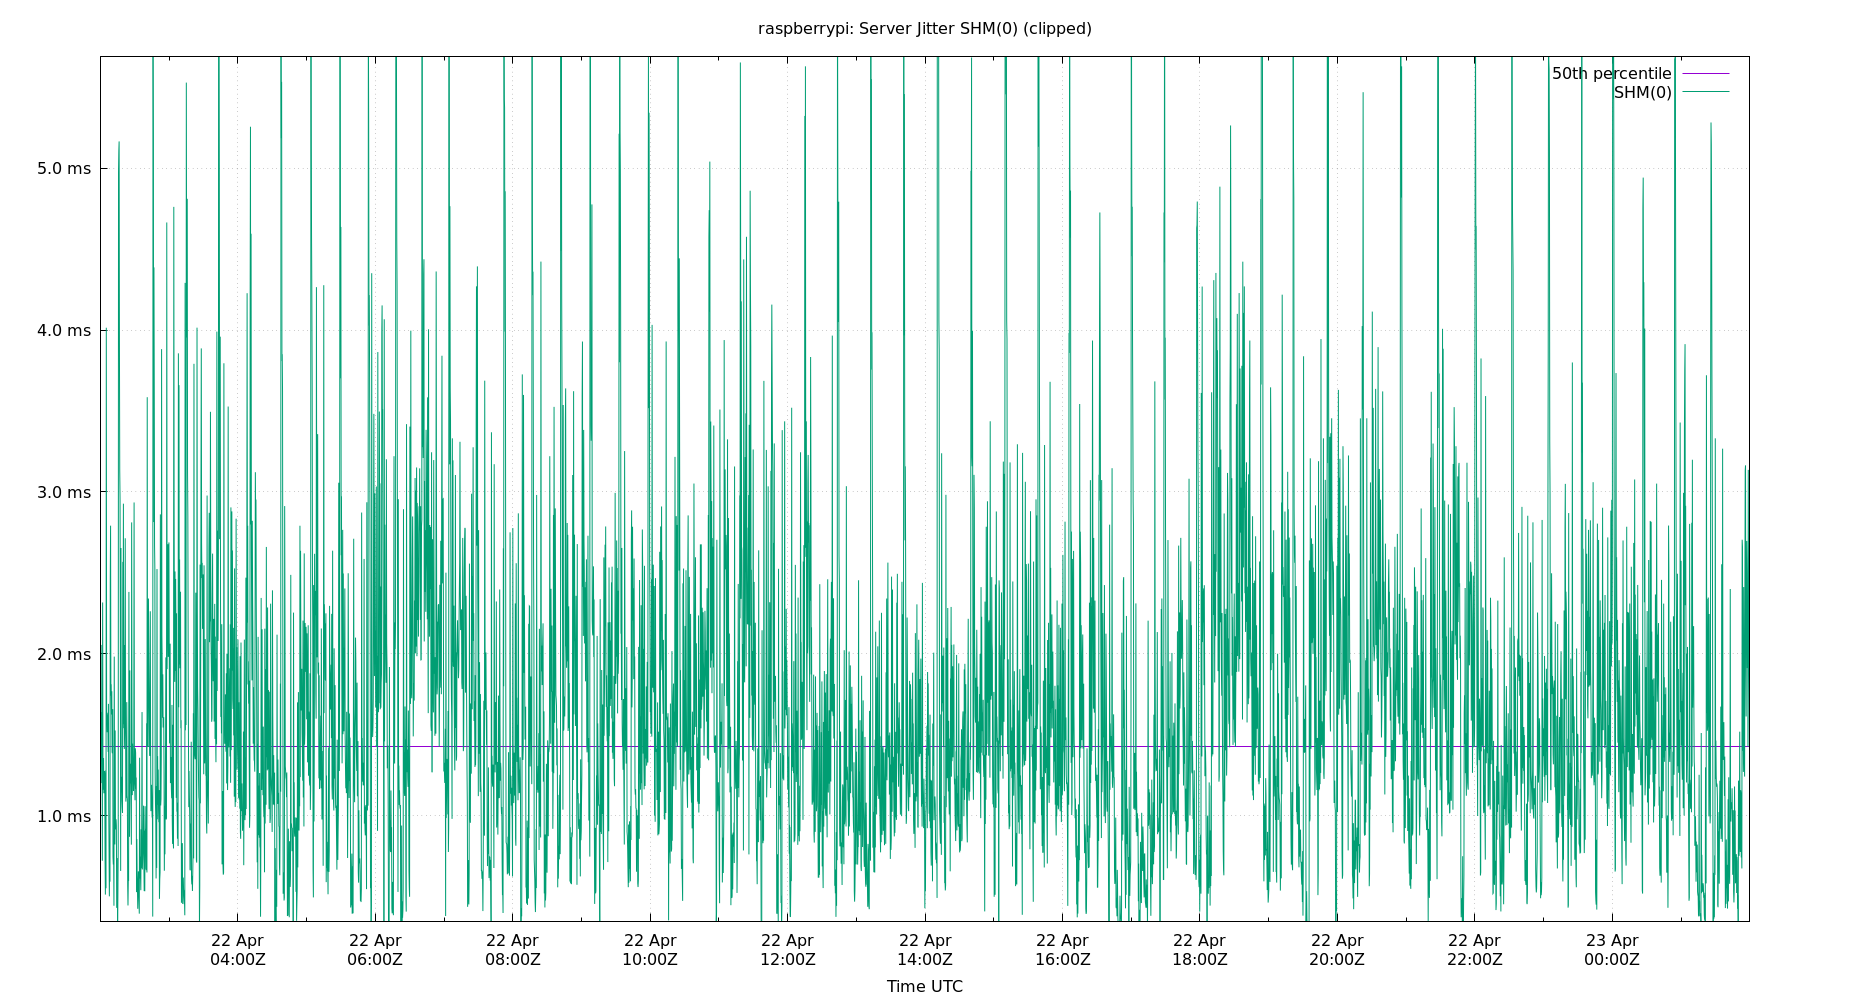 raspberrypi: Server Jitter SHM(0) (clipped)
50th percentile
SHM(0)
5.0 ms
4.0 ms
3.0 ms
2.0 ms
1.0 ms
22 Apr 22 Apr 22 Apr 22 Apr 22 Apr 22 Apr 22 Apr 22 Apr 22 Apr 22 Apr 23 Apr
04:00Z 06:00Z 08:00Z 10:00Z 12:00Z 14:00Z 16:00Z 18:00Z 20:00Z 22:00Z 00:00Z
Time UTC